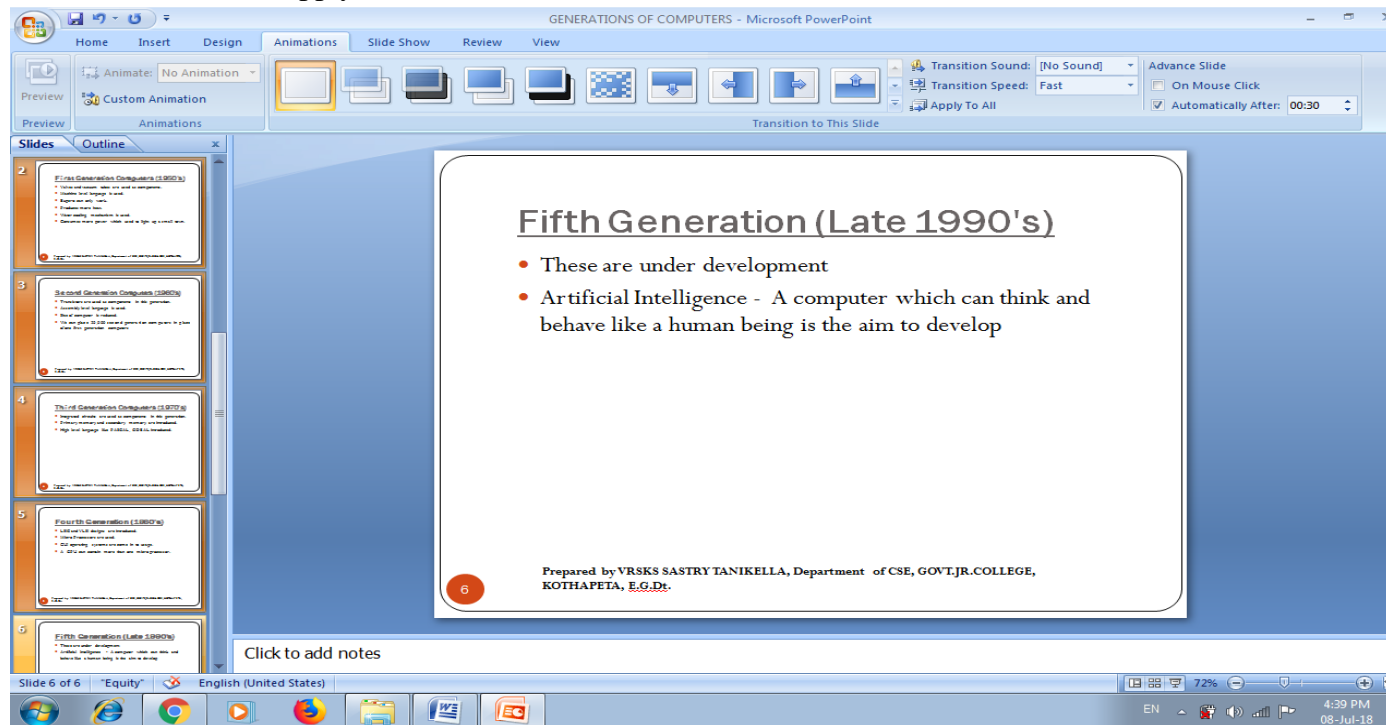 GENERATIONS OF COMPUTERS - Microsoft PowerPoint
Home Insert Design Animations Slide Show Review View
Preview
Animate: No Animation
Custom Animation
Transition Sound: [No Sound]
Transition Speed: Fast
Apply To All
Advance Slide
On Mouse Click
Automatically After: 00:30
Preview Animations Transition to This Slide
Slides Outline x
2
First Generation Computers (1950's)
3
Second Generation Computers (1960's)
4
Third Generation Computers (1970's)
5
Fourth Generation (1980's)
6
Fifth Generation (Late 1990's)
Fifth Generation (Late 1990's)
• These are under development
• Artificial Intelligence - A computer which can think and
behave like a human being is the aim to develop
Prepared by VRSKS SASTRY TANIKELLA, Department of CSE, GOVT.JR.COLLEGE,
KOTHAPETA, E.G.Dt.
6
Click to add notes
Slide 6 of 6 "Equity" English (United States) 72%
EN 4:39 PM
08-Jul-18